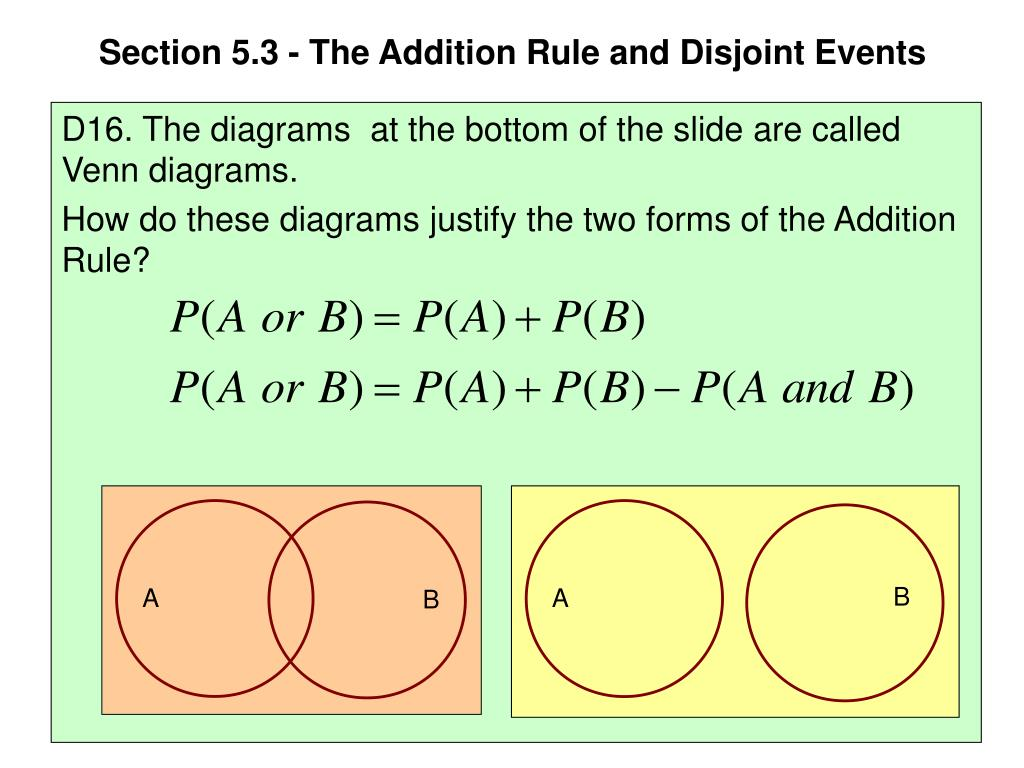 Section 5.3 - The Addition Rule and Disjoint Events
D16. The diagrams  at the bottom of the slide are called
Venn diagrams.
How do these diagrams justify the two forms of the Addition
Rule?
P(A or B) = P(A) + P(B)
P(A or B) = P(A) + P(B) − P(A and B)
A B A B